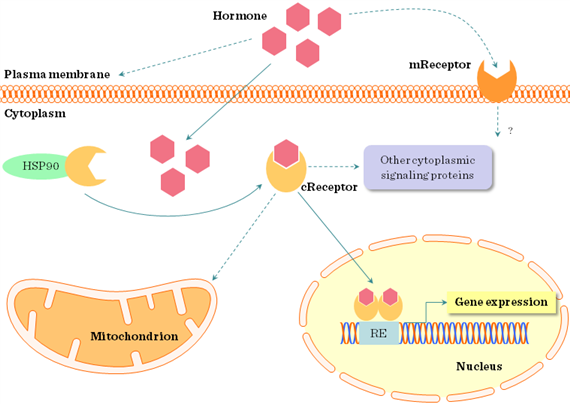 Hormone
mReceptor
Plasma membrane
Cytoplasm
?
HSP90
Other cytoplasmic
signaling proteins
cReceptor
Gene expression
RE
Mitochondrion
Nucleus